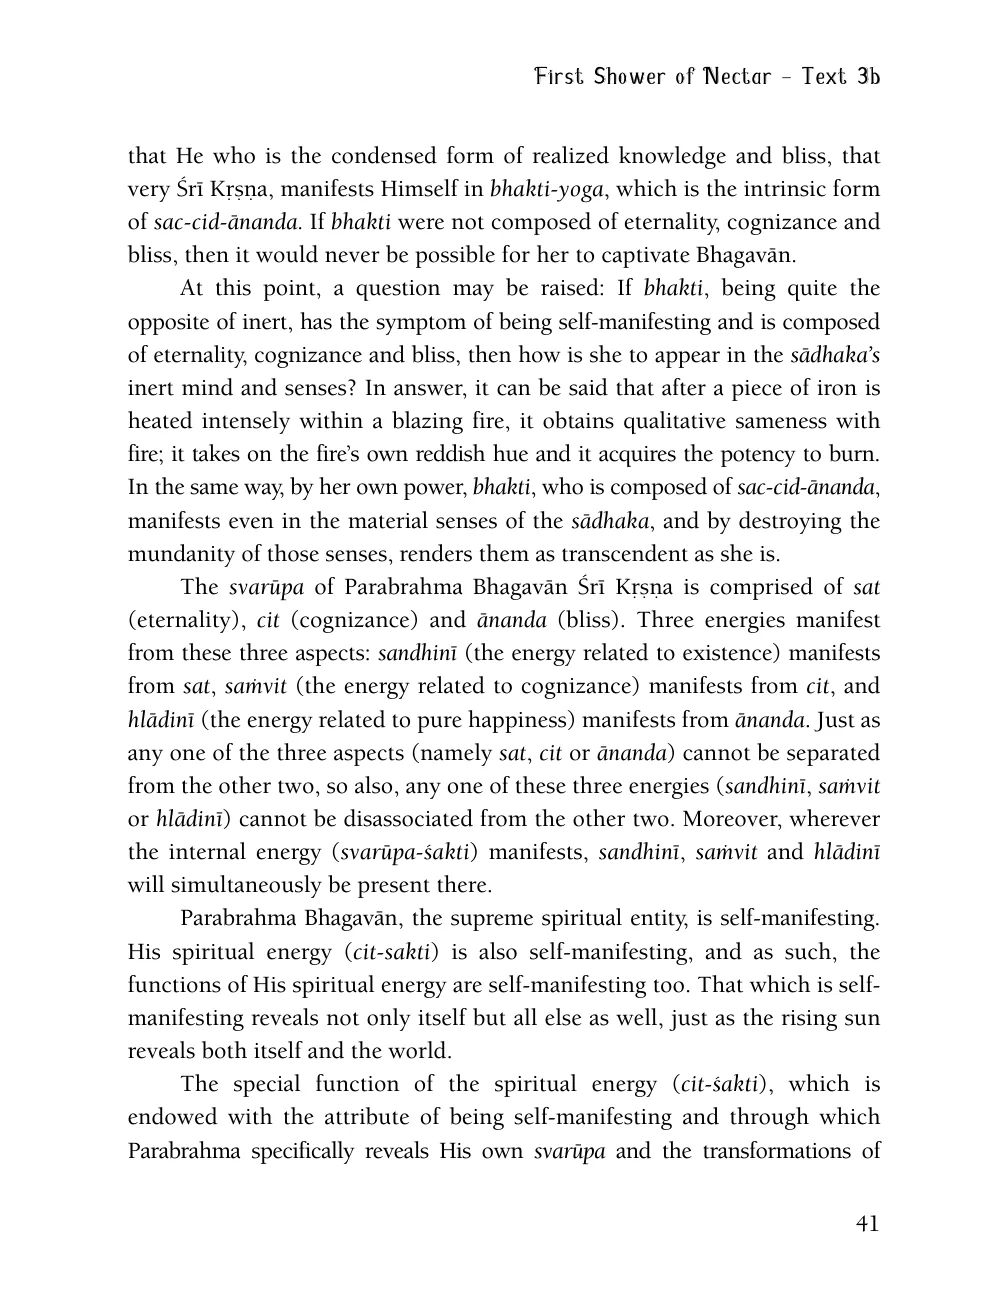 First Shower of Nectar – Text 3b
that He who is the condensed form of realized knowledge and bliss, that
very Śrī Kṛṣṇa, manifests Himself in bhakti-yoga, which is the intrinsic form
of sac-cid-ānanda. If bhakti were not composed of eternality, cognizance and
bliss, then it would never be possible for her to captivate Bhagavān.
At this point, a question may be raised: If bhakti, being quite the
opposite of inert, has the symptom of being self-manifesting and is composed
of eternality, cognizance and bliss, then how is she to appear in the sādhaka’s
inert mind and senses? In answer, it can be said that after a piece of iron is
heated intensely within a blazing fire, it obtains qualitative sameness with
fire; it takes on the fire’s own reddish hue and it acquires the potency to burn.
In the same way, by her own power, bhakti, who is composed of sac-cid-ānanda,
manifests even in the material senses of the sādhaka, and by destroying the
mundanity of those senses, renders them as transcendent as she is.
The svarūpa of Parabrahma Bhagavān Śrī Kṛṣṇa is comprised of sat
(eternality), cit (cognizance) and ānanda (bliss). Three energies manifest
from these three aspects: sandhinī (the energy related to existence) manifests
from sat, saṁvit (the energy related to cognizance) manifests from cit, and
hlādinī (the energy related to pure happiness) manifests from ānanda. Just as
any one of the three aspects (namely sat, cit or ānanda) cannot be separated
from the other two, so also, any one of these three energies (sandhinī, saṁvit
or hlādinī) cannot be disassociated from the other two. Moreover, wherever
the internal energy (svarūpa-śakti) manifests, sandhinī, saṁvit and hlādinī
will simultaneously be present there.
Parabrahma Bhagavān, the supreme spiritual entity, is self-manifesting.
His spiritual energy (cit-sakti) is also self-manifesting, and as such, the
functions of His spiritual energy are self-manifesting too. That which is self-
manifesting reveals not only itself but all else as well, just as the rising sun
reveals both itself and the world.
The special function of the spiritual energy (cit-śakti), which is
endowed with the attribute of being self-manifesting and through which
Parabrahma specifically reveals His own svarūpa and the transformations of
41